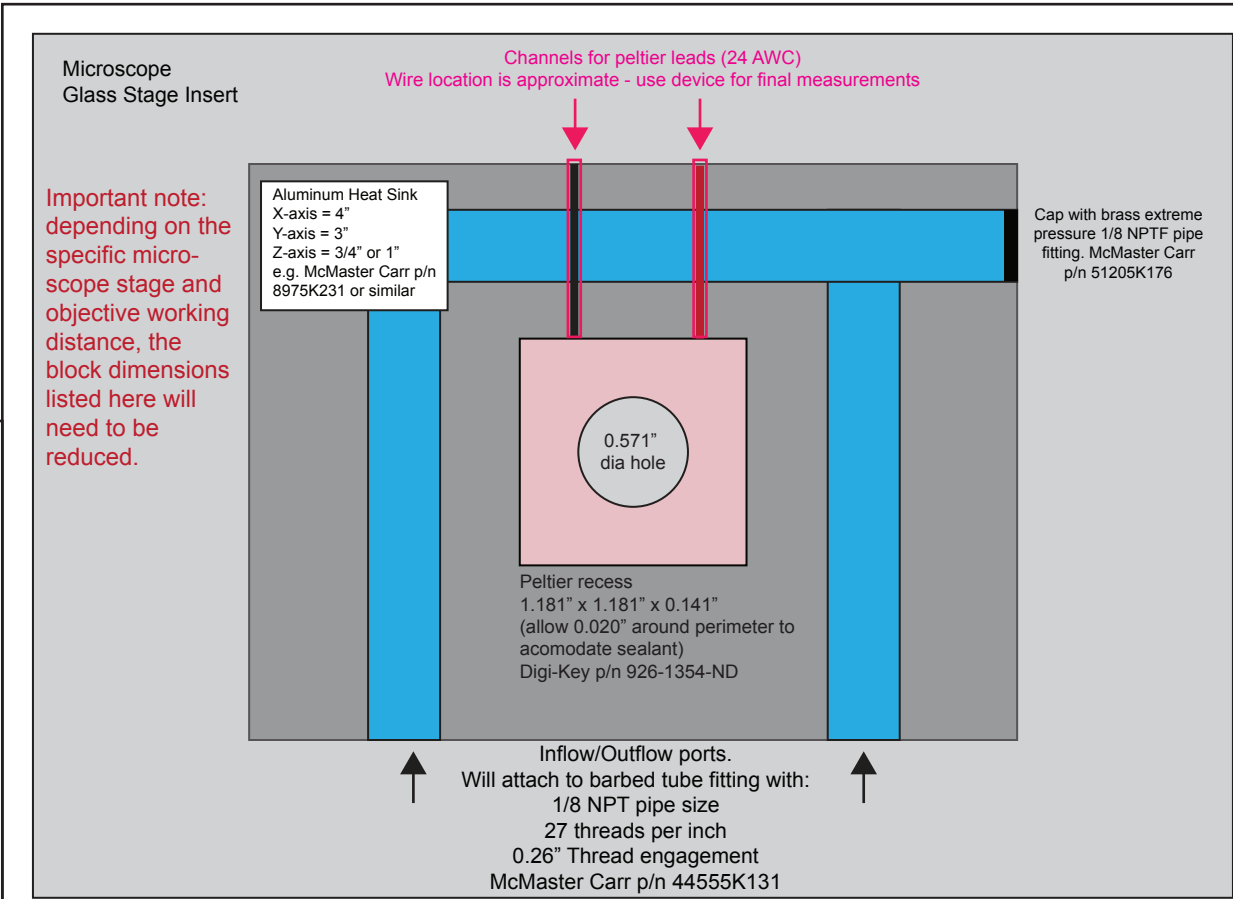 Microscope
Glass Stage Insert
Channels for peltier leads (24 AWC)
Wire location is approximate - use device for final measurements
Important note:
depending on the
specific micro-
scope stage and
objective working
distance, the
block dimensions
listed here will
need to be
reduced.
Aluminum Heat Sink
X-axis = 4”
Y-axis = 3”
Z-axis = 3/4” or 1”
e.g. McMaster Carr p/n
8975K231 or similar
Cap with brass extreme
pressure 1/8 NPTF pipe
fitting. McMaster Carr
p/n 51205K176
0.571”
dia hole
Peltier recess
1.181” x 1.181” x 0.141”
(allow 0.020” around perimeter to
acomodate sealant)
Digi-Key p/n 926-1354-ND
Inflow/Outflow ports.
Will attach to barbed tube fitting with:
1/8 NPT pipe size
27 threads per inch
0.26” Thread engagement
McMaster Carr p/n 44555K131